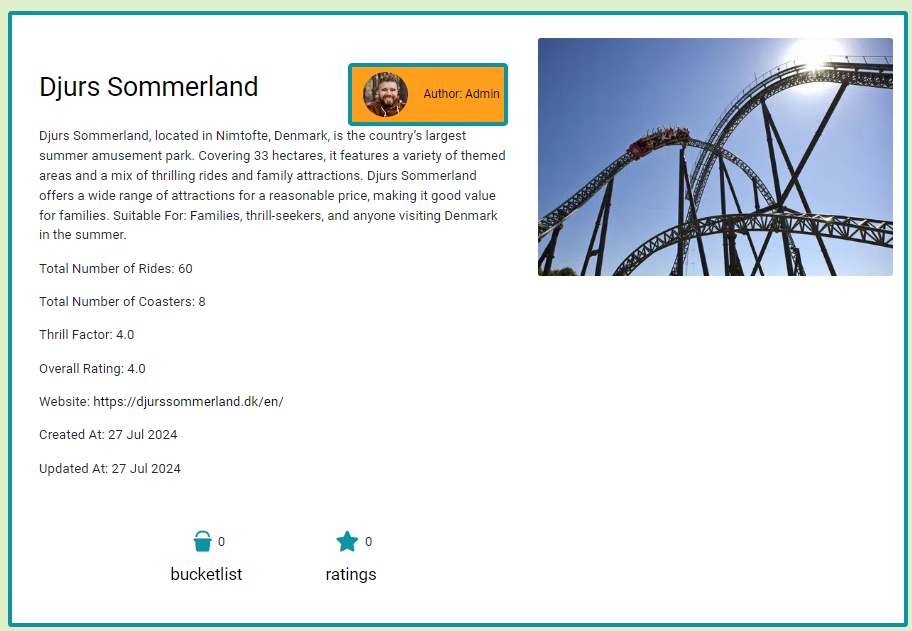 Djurs Sommerland
Author: Admin
Djurs Sommerland, located in Nimtofte, Denmark, is the country’s largest
summer amusement park. Covering 33 hectares, it features a variety of themed
areas and a mix of thrilling rides and family attractions. Djurs Sommerland
offers a wide range of attractions for a reasonable price, making it good value
for families. Suitable For: Families, thrill-seekers, and anyone visiting Denmark
in the summer.
Total Number of Rides: 60
Total Number of Coasters: 8
Thrill Factor: 4.0
Overall Rating: 4.0
Website: https://djurssommerland.dk/en/
Created At: 27 Jul 2024
Updated At: 27 Jul 2024
0
0
bucketlist
ratings